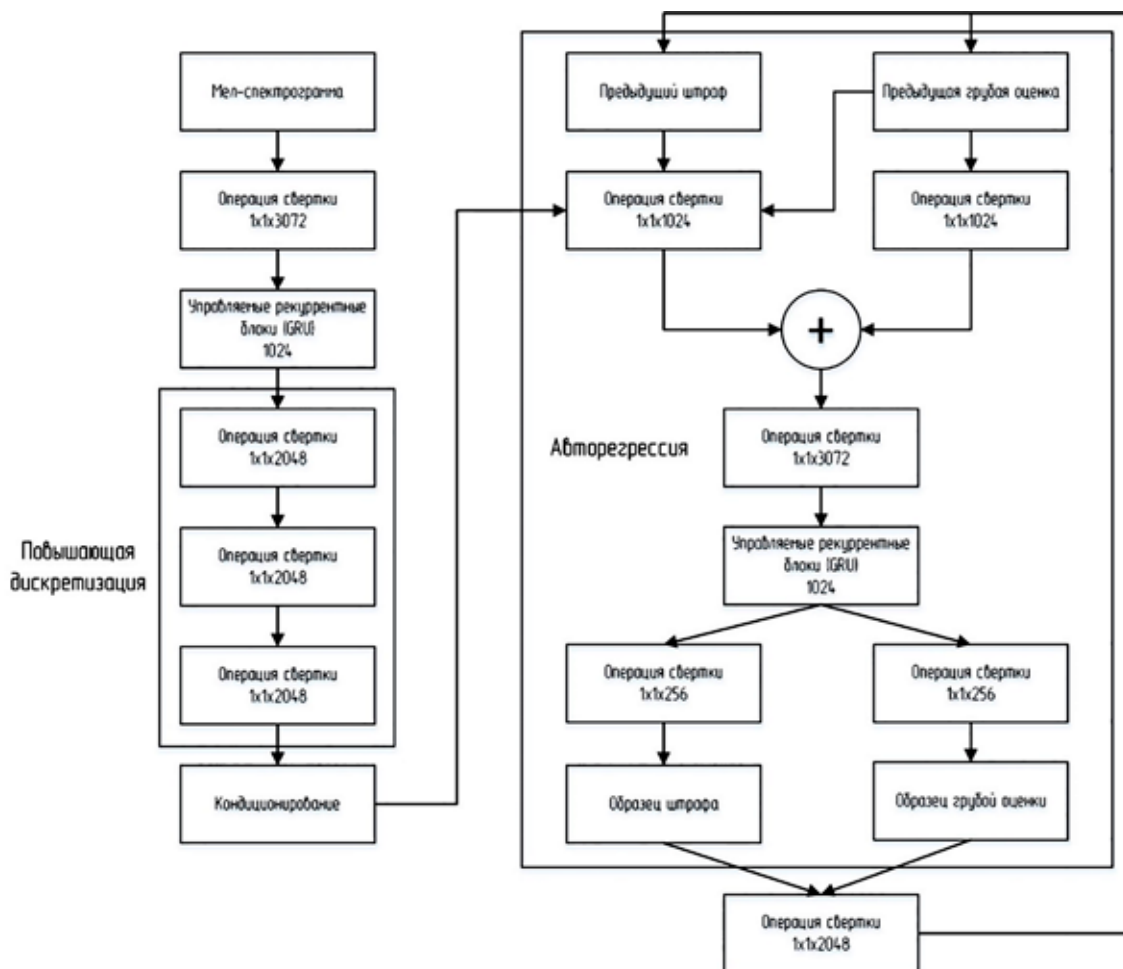 Мел-спектрограмма
Операция свертки
1x1x3072
Управляемые рекуррентные
блоки (GRU)
1024
Операция свертки
1x1x2048
Операция свертки
1x1x2048
Операция свертки
1x1x2048
Повышающая
дискретизация
Кондиционирование
Предыдущий штраф
Предыдущая грубая оценка
Операция свертки
1x1x1024
Операция свертки
1x1x1024
+
Авторегрессия
Операция свертки
1x1x3072
Управляемые рекуррентные
блоки (GRU)
1024
Операция свертки
1x1x256
Операция свертки
1x1x256
Образец штрафа
Образец грубой оценки
Операция свертки
1x1x2048